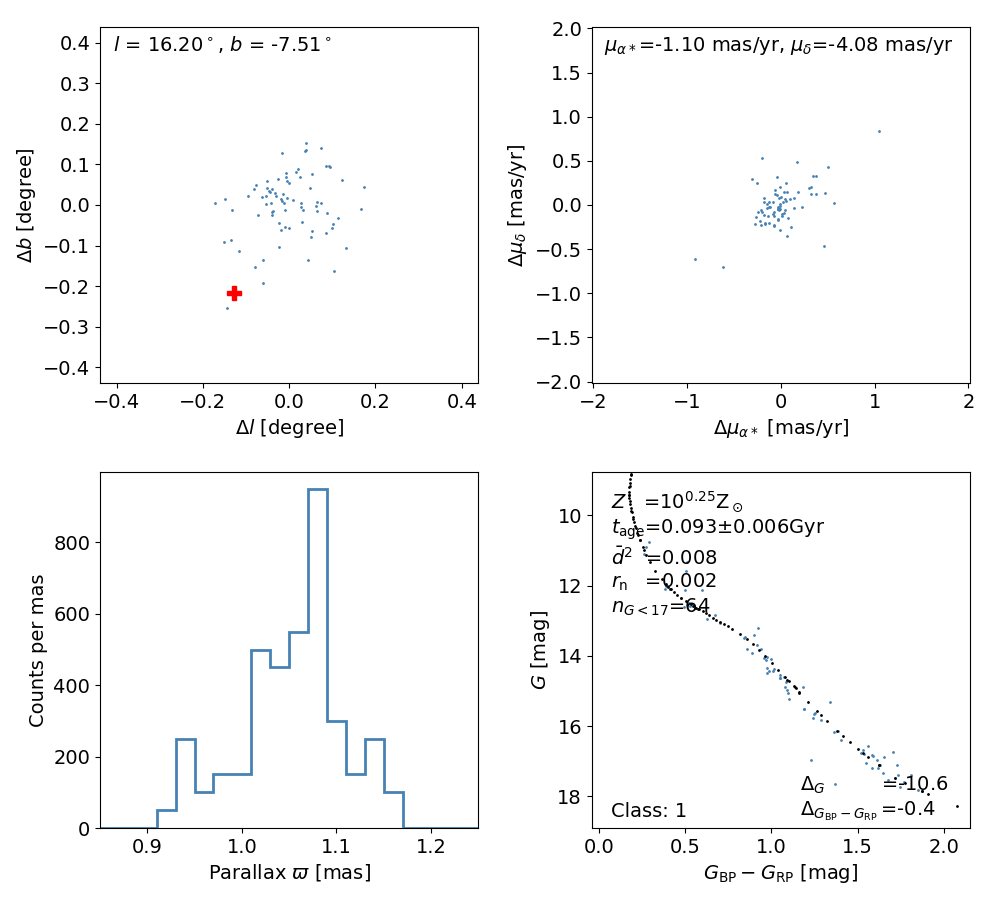 l = 16.20°, b = -7.51°
0.4
0.3
0.2
0.1
0.0
−0.1
−0.2
−0.3
−0.4
Δb [degree]
−0.4 −0.2 0.0 0.2 0.4
Δl [degree]
μα*=-1.10 mas/yr, μδ=-4.08 mas/yr
2.0
1.5
1.0
0.5
0.0
−0.5
−1.0
−1.5
−2.0
Δμδ [mas/yr]
−2 −1 0 1 2
Δμα* [mas/yr]
800
600
400
200
0
Counts per mas
0.9 1.0 1.1 1.2
Parallax ϖ [mas]
Z =10^0.25 Z⊙
t_age=0.093±0.006Gyr
d̄² =0.008
r_n =0.002
n_G<17=64
10
12
14
16
18
G [mag]
Δ_G =-10.6
Δ_GBP−GRP =-0.4
Class: 1
0.0 0.5 1.0 1.5 2.0
G_BP − G_RP [mag]